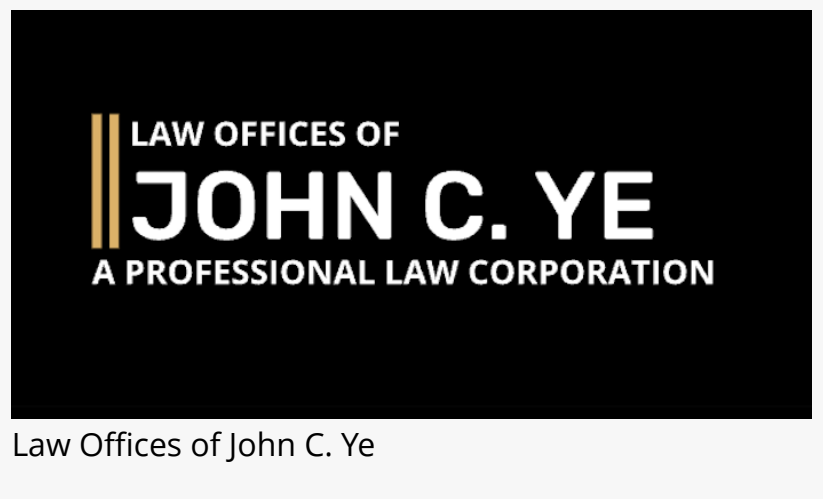 LAW OFFICES OF
JOHN C. YE
A PROFESSIONAL LAW CORPORATION
Law Offices of John C. Ye